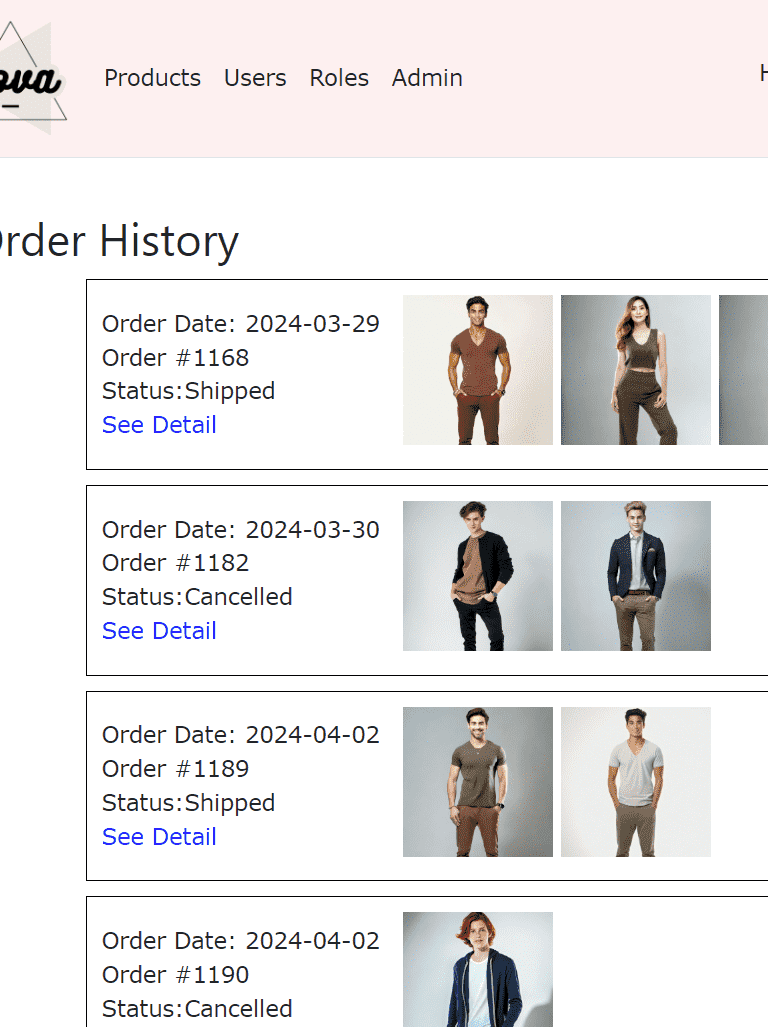 ova
Products Users Roles Admin
H
Order History
Order Date: 2024-03-29
Order #1168
Status:Shipped
See Detail
Order Date: 2024-03-30
Order #1182
Status:Cancelled
See Detail
Order Date: 2024-04-02
Order #1189
Status:Shipped
See Detail
Order Date: 2024-04-02
Order #1190
Status:Cancelled